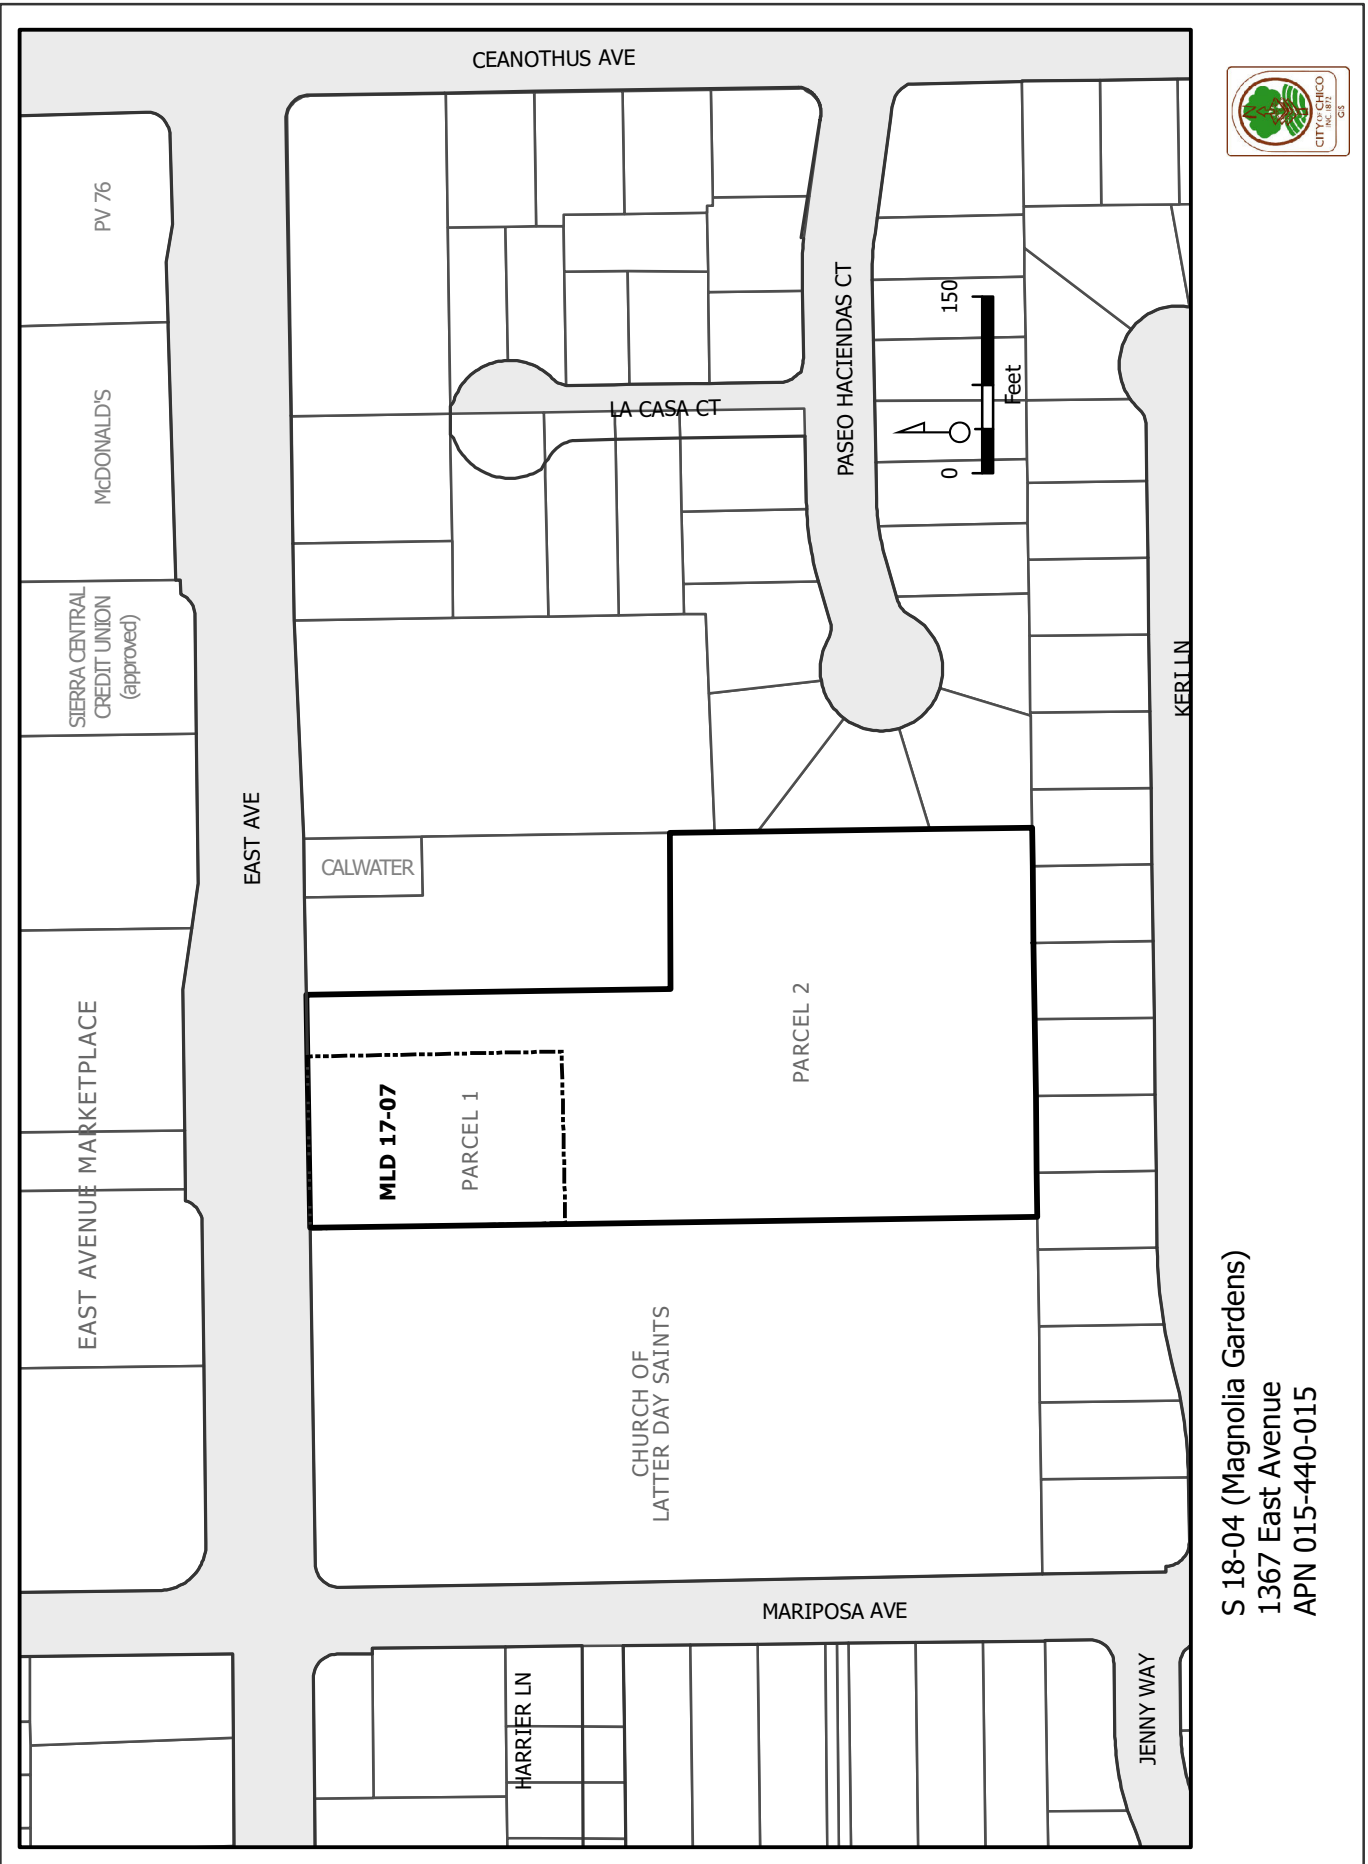 CEANOTHUS AVE
PV 76
McDONALD'S
SIERRA CENTRAL
CREDIT UNION
(approved)
EAST AVENUE MARKETPLACE
EAST AVE
CALWATER
LA CASA CT
PASEO HACIENDAS CT
0
150
Feet
KERI LN
MLD 17-07
PARCEL 1
PARCEL 2
CHURCH OF
LATTER DAY SAINTS
MARIPOSA AVE
HARRIER LN
JENNY WAY
S 18-04 (Magnolia Gardens)
1367 East Avenue
APN 015-440-015
N
CITY OF CHICO
INC. 1872
GIS